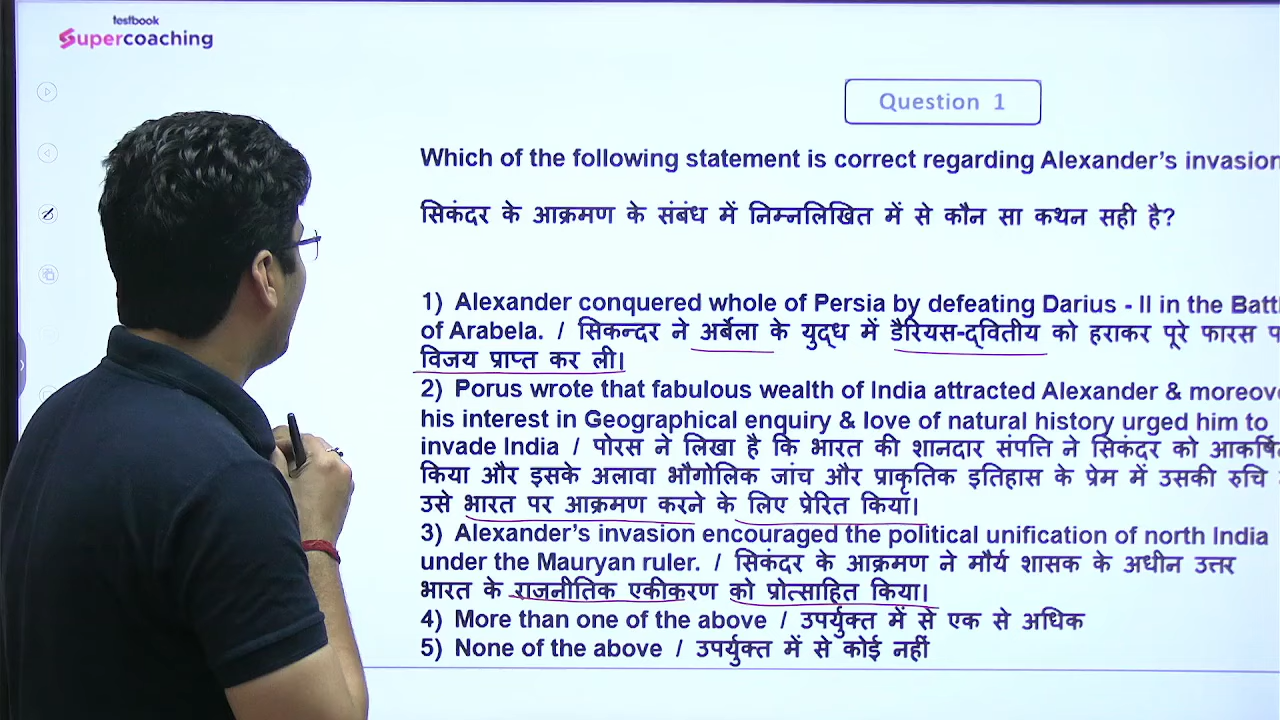 testbook
Supercoaching
Question 1
Which of the following statement is correct regarding Alexander's invasion
सिकंदर के आक्रमण के संबंध में निम्नलिखित में से कौन सा कथन सही है?
1) Alexander conquered whole of Persia by defeating Darius - II in the
of Arabela. / सिकन्दर ने अर्बेला के युद्ध में डैरियस-द्वितीय को हराकर पूरे फारस
विजय प्राप्त कर ली।
2) Porus wrote that fabulous wealth of India attracted Alexander &
his interest in Geographical enquiry & love of natural history urged him to
invade India / पोरस ने लिखा है कि भारत की शानदार संपत्ति ने सिकंदर को
किया और इसके अलावा भौगोलिक जांच और प्राकृतिक इतिहास के प्रेम में उसकी रुचि
उसे भारत पर आक्रमण करने के लिए प्रेरित किया।
3) Alexander's invasion encouraged the political unification of north India
under the Mauryan ruler. / सिकंदर के आक्रमण ने मौर्य शासक के अधीन उत्तर
भारत के राजनीतिक एकीकरण को प्रोत्साहित किया।
4) More than one of the above / उपर्युक्त में से एक से अधिक
5) None of the above / उपर्युक्त में से कोई नहीं